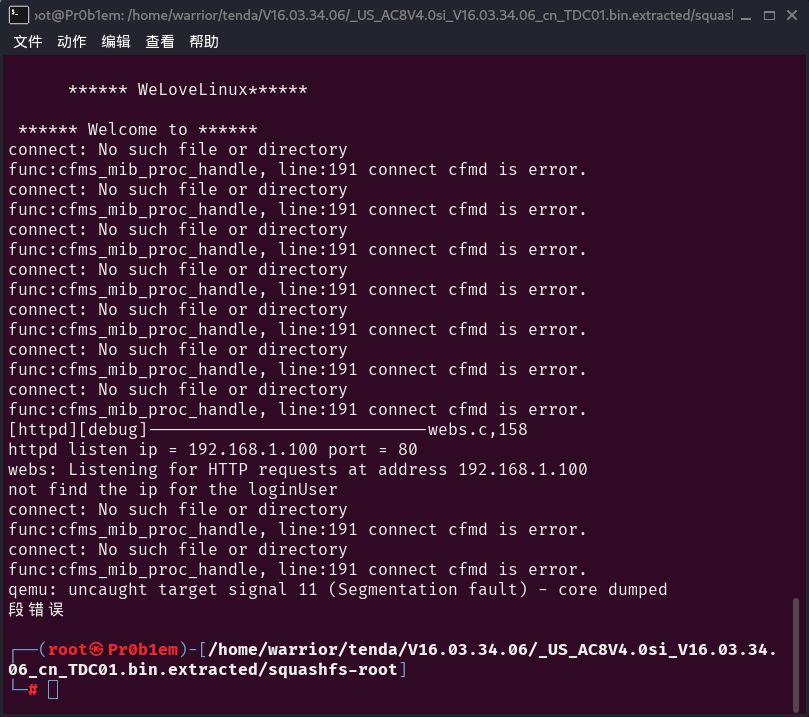 oot@Pr0b1em: /home/warrior/tenda/V16.03.34.06/_US_AC8V4.0si_V16.03.34.06_cn_TDC01.bin.extracted/squash
文件 动作 编辑 查看 帮助
****** WeLoveLinux******
****** Welcome to ******
connect: No such file or directory
func:cfms_mib_proc_handle, line:191 connect cfmd is error.
connect: No such file or directory
func:cfms_mib_proc_handle, line:191 connect cfmd is error.
connect: No such file or directory
func:cfms_mib_proc_handle, line:191 connect cfmd is error.
connect: No such file or directory
func:cfms_mib_proc_handle, line:191 connect cfmd is error.
connect: No such file or directory
func:cfms_mib_proc_handle, line:191 connect cfmd is error.
connect: No such file or directory
func:cfms_mib_proc_handle, line:191 connect cfmd is error.
connect: No such file or directory
func:cfms_mib_proc_handle, line:191 connect cfmd is error.
[httpd][debug]----------------------------webs.c,158
httpd listen ip = 192.168.1.100 port = 80
webs: Listening for HTTP requests at address 192.168.1.100
not find the ip for the loginUser
connect: No such file or directory
func:cfms_mib_proc_handle, line:191 connect cfmd is error.
connect: No such file or directory
func:cfms_mib_proc_handle, line:191 connect cfmd is error.
qemu: uncaught target signal 11 (Segmentation fault) - core dumped
段错误
┌──(root㉿Pr0b1em)-[/home/warrior/tenda/V16.03.34.06/_US_AC8V4.0si_V16.03.34.
06_cn_TDC01.bin.extracted/squashfs-root]
└─#